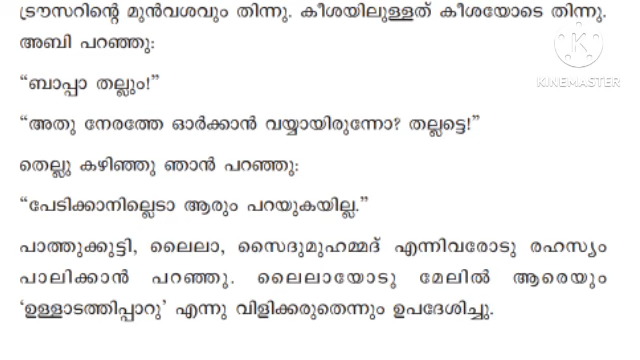 ട്രൗസറിന്റെ മുൻവശവും തിന്നു. കീശയിലുള്ളത് കീശയോടെ തിന്നു.
അബി പറഞ്ഞു:
“ബാപ്പാ തല്ലും!”
“അതു നേരത്തേ ഓർക്കാൻ വയ്യായിരുന്നോ? തല്ലട്ടെ!”
തെല്ലു കഴിഞ്ഞു ഞാൻ പറഞ്ഞു:
“പേടിക്കാനില്ലെടാ ആരും പറയുകയില്ല.”
പാത്തുക്കുട്ടി, ലൈലാ, സൈദുമുഹമ്മദ് എന്നിവരോടു രഹസ്യം
പാലിക്കാൻ പറഞ്ഞു. ലൈലായോടു മേലിൽ ആരെയും
‘ഉള്ളാടത്തിപ്പാറു’ എന്നു വിളിക്കരുതെന്നും ഉപദേശിച്ചു.
K
KINEMASTER